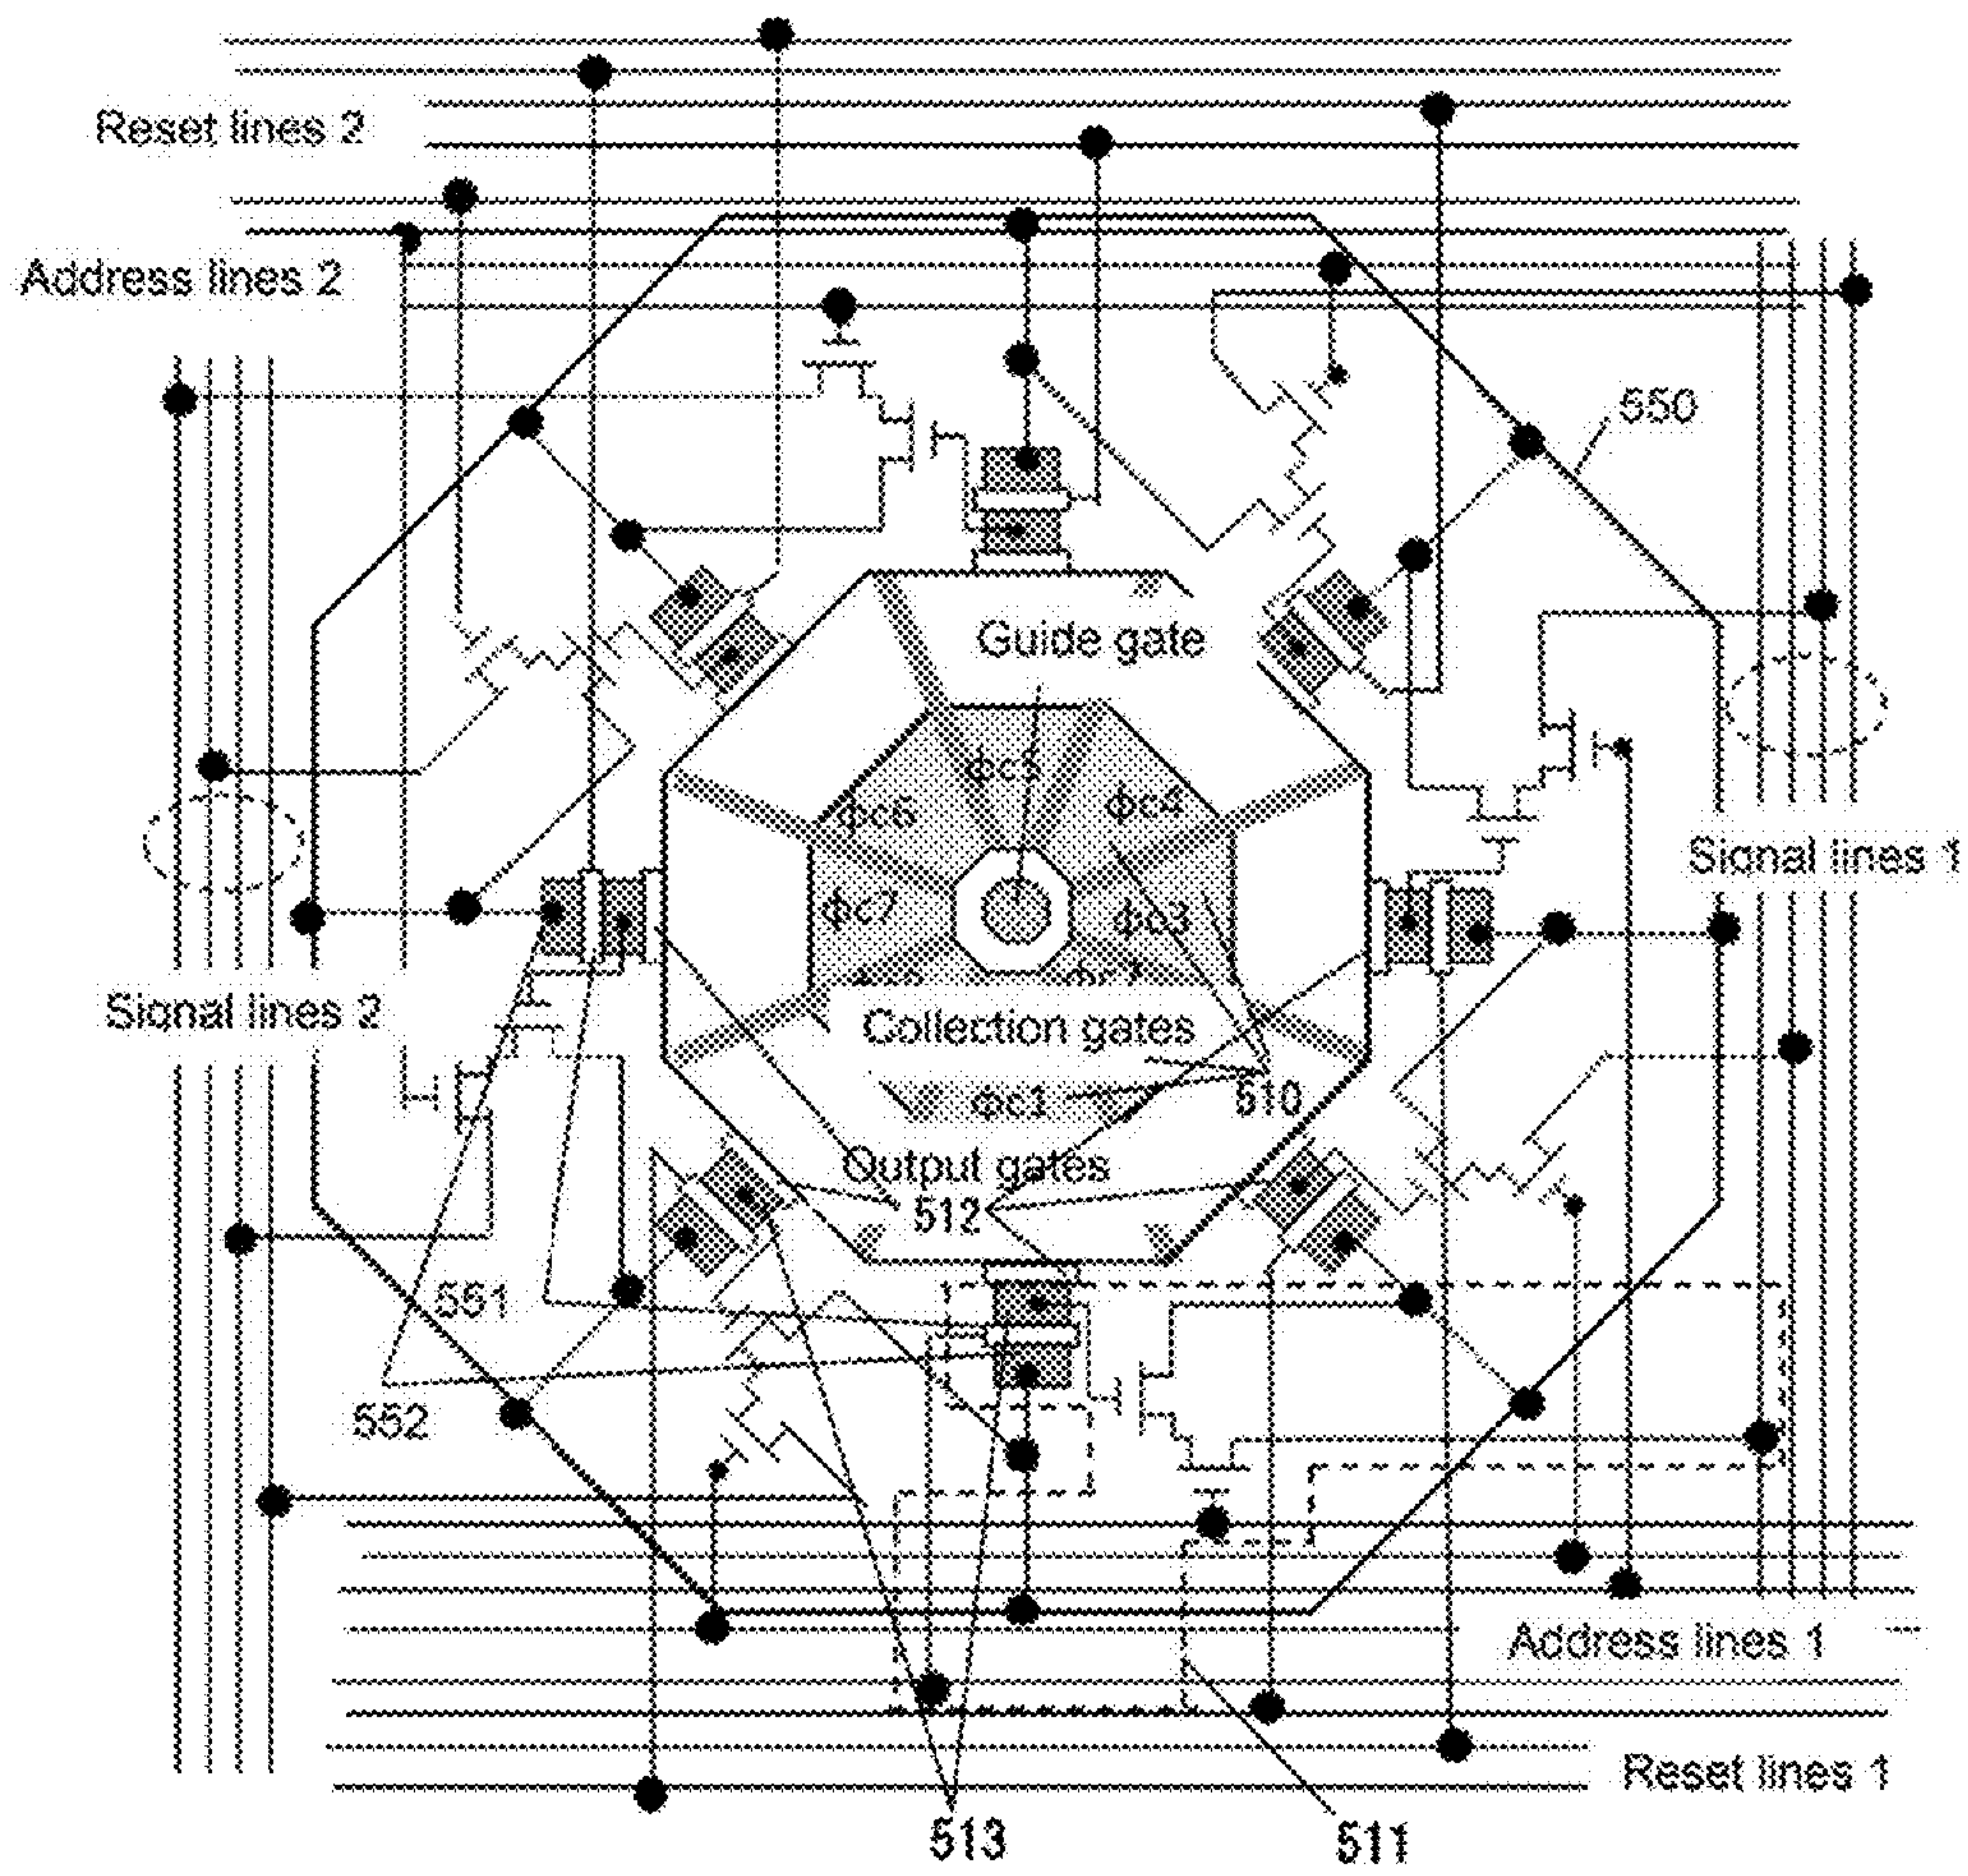 Reset lines 2
Address lines 2
550
Guide gate
Φc5
Φc6
Φc4
Signal lines 1
Φc7
Φc3
Signal lines 2
Collection gates
Φc1
510
Output gates
512
551
552
Address lines 1
Reset lines 1
513
511